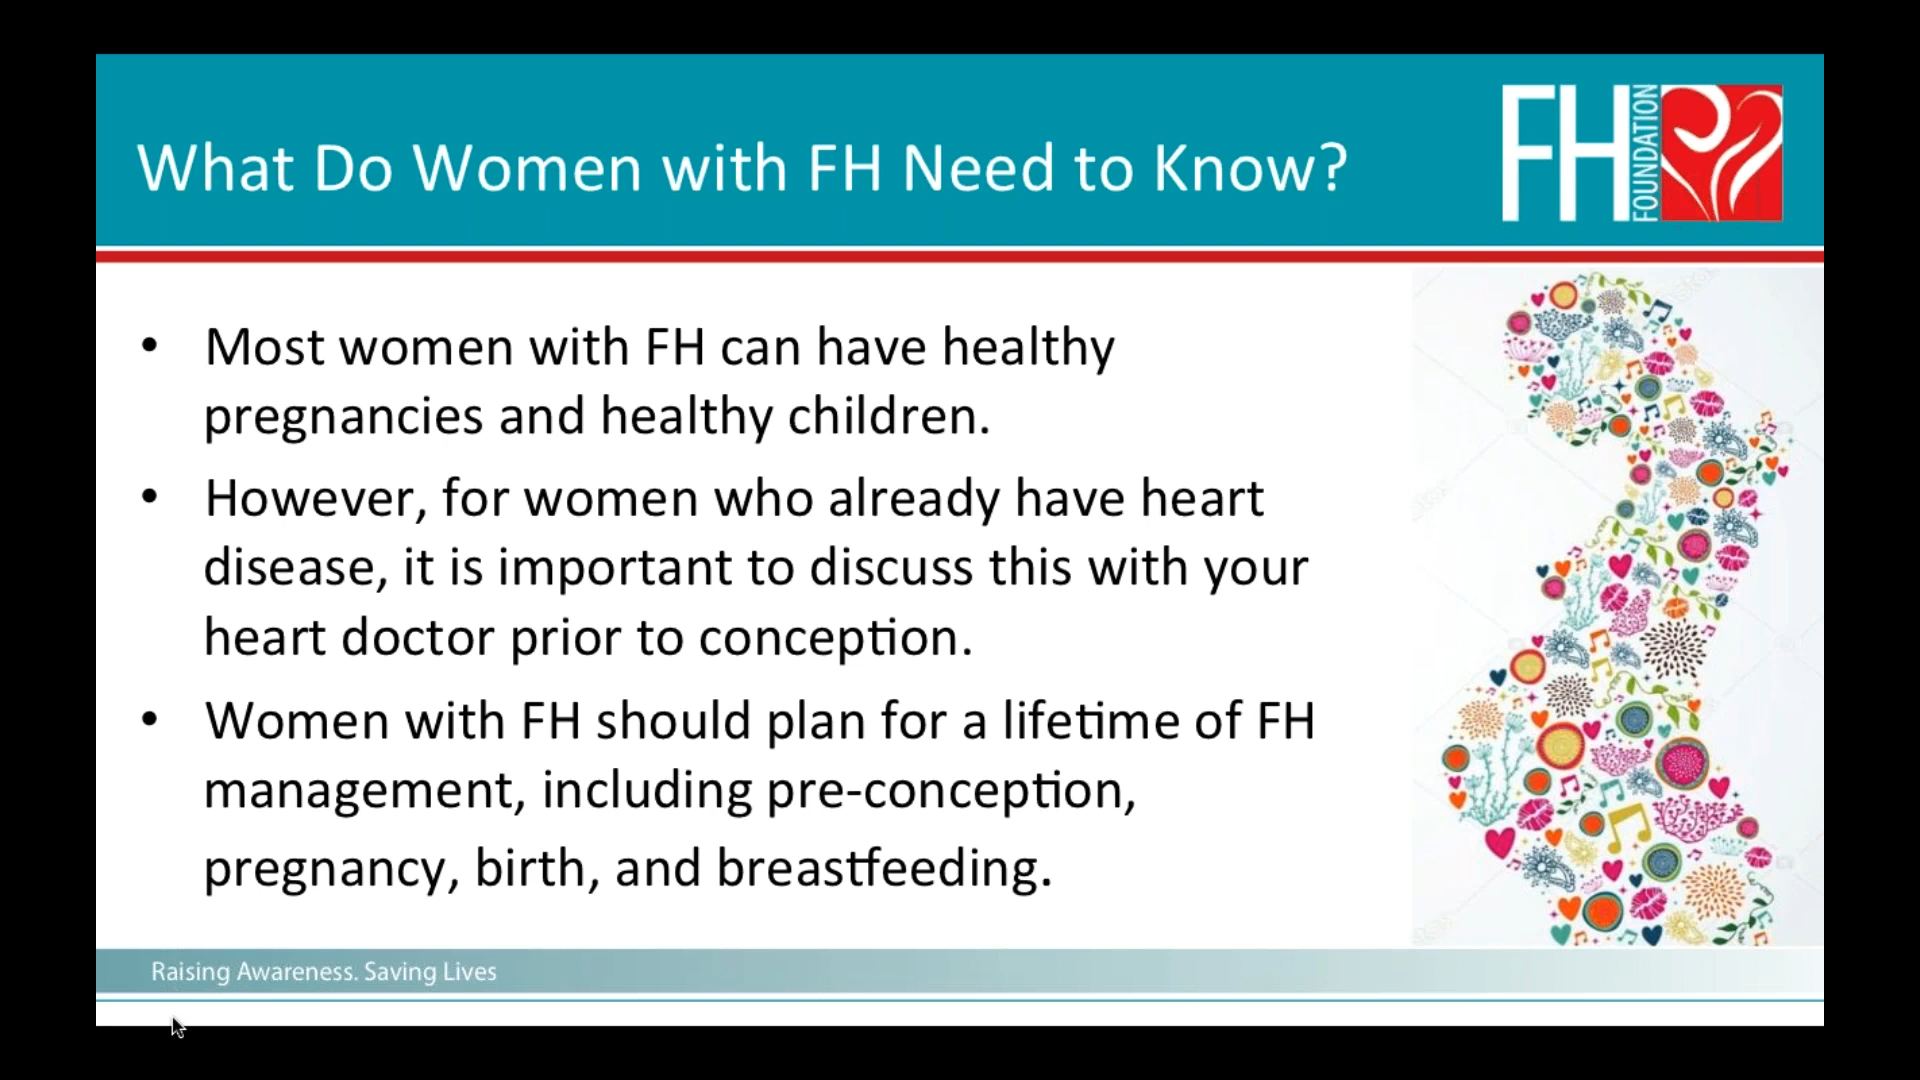 What Do Women with FH Need to Know?
FH
FOUNDATION
• Most women with FH can have healthy
pregnancies and healthy children.
• However, for women who already have heart
disease, it is important to discuss this with your
heart doctor prior to conception.
• Women with FH should plan for a lifetime of FH
management, including pre-conception,
pregnancy, birth, and breastfeeding.
Raising Awareness. Saving Lives